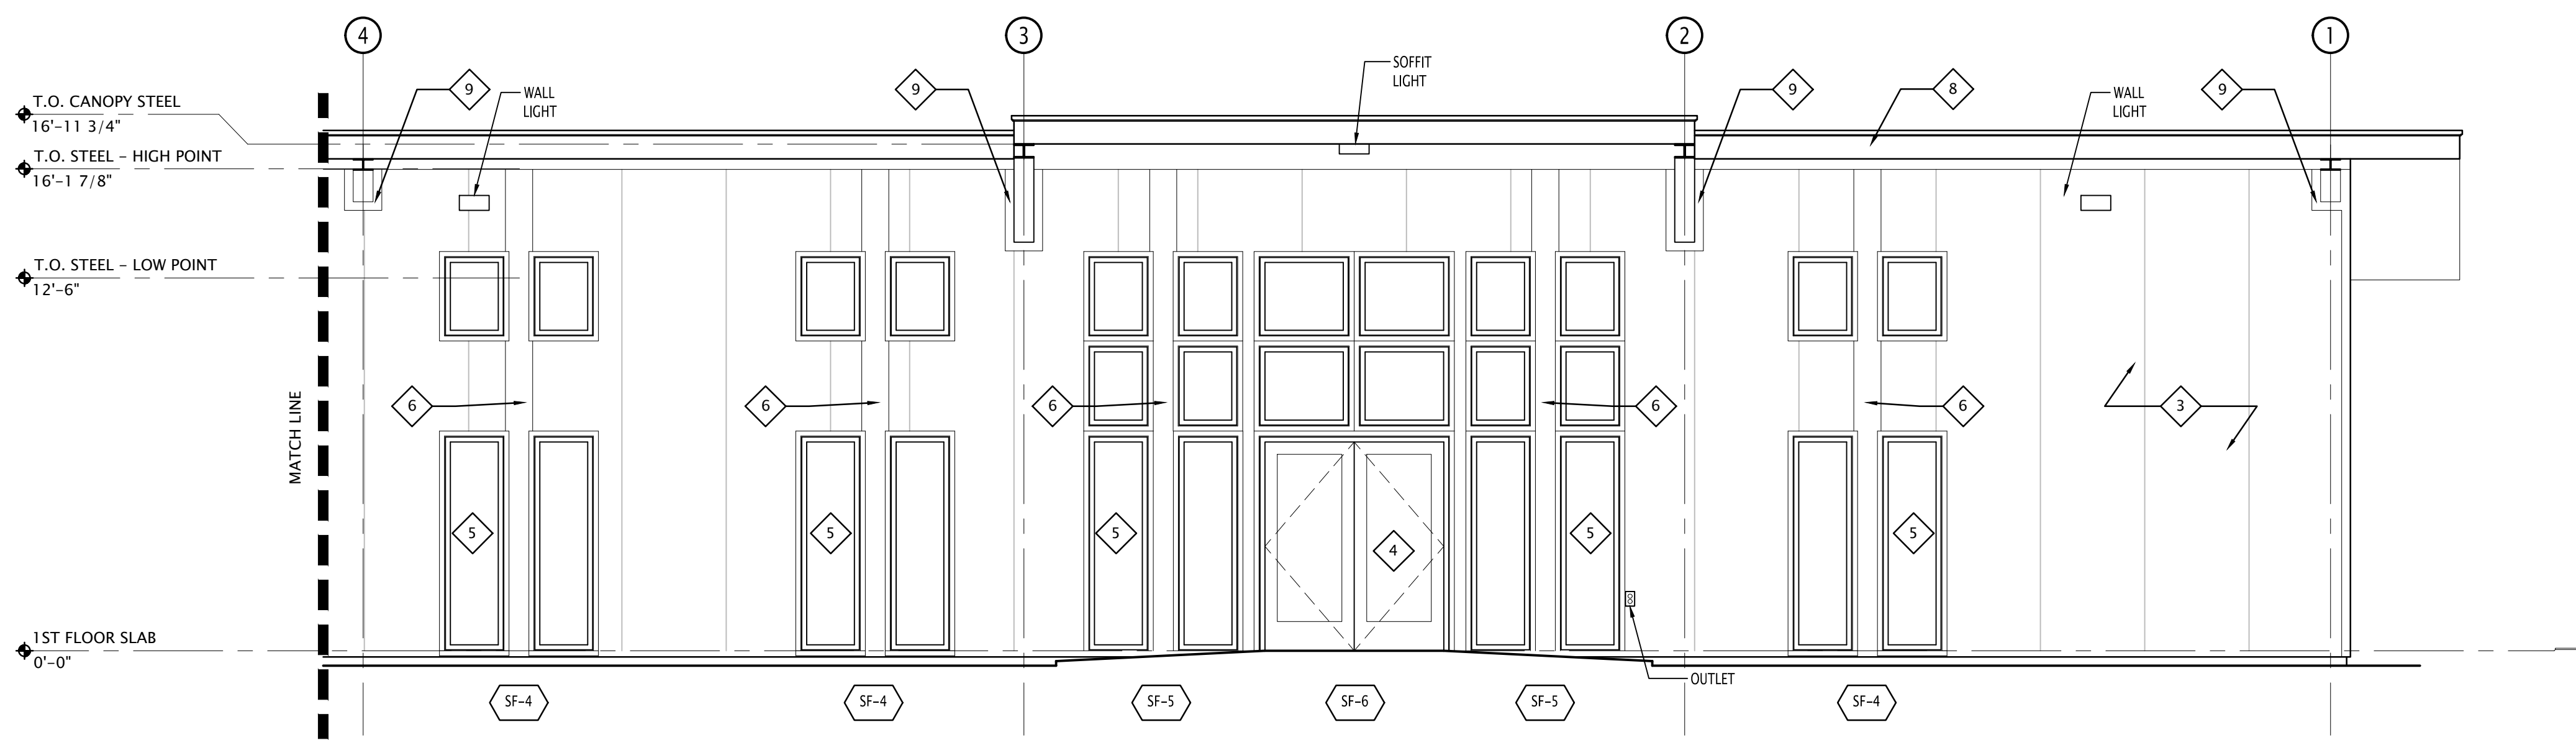 4
3
2
1
SOFFIT
LIGHT
9
WALL
LIGHT
9
9
8
WALL
LIGHT
9
T.O. CANOPY STEEL
16'-11 3/4"
T.O. STEEL - HIGH POINT
16'-1 7/8"
T.O. STEEL - LOW POINT
12'-6"
MATCH LINE
6
6
6
6
6
3
5
5
5
4
5
5
1ST FLOOR SLAB
0'-0"
OUTLET
SF-4
SF-4
SF-5
SF-6
SF-5
SF-4